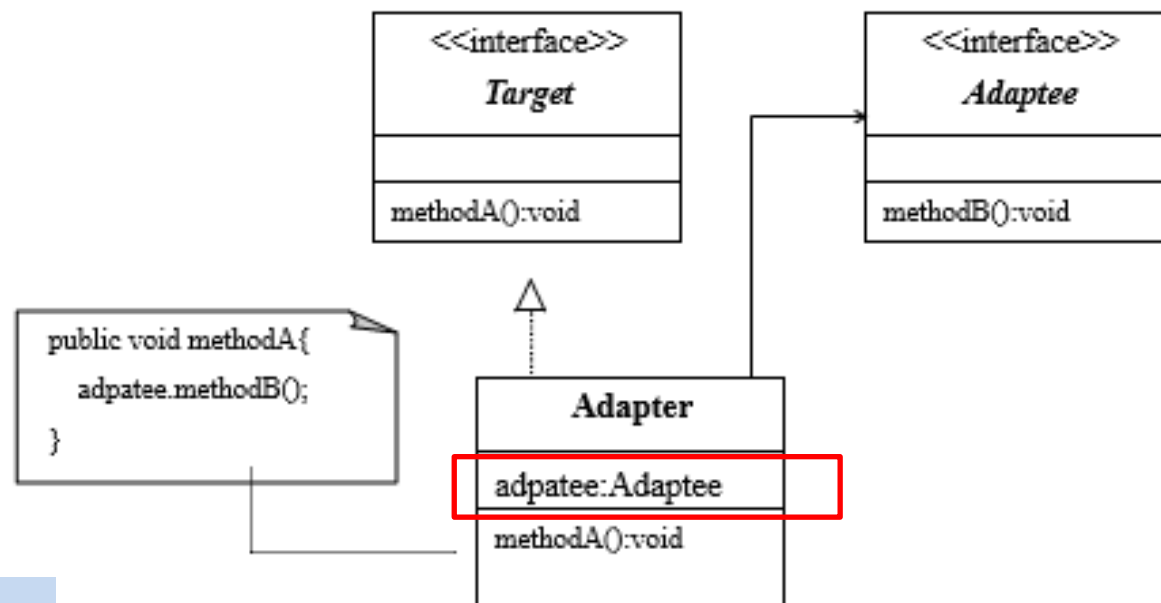 <<interface>>
Target
methodA():void
<<interface>>
Adaptee
methodB():void
public void methodA{
adpatee.methodB();
}
Adapter
adpatee:Adaptee
methodA():void